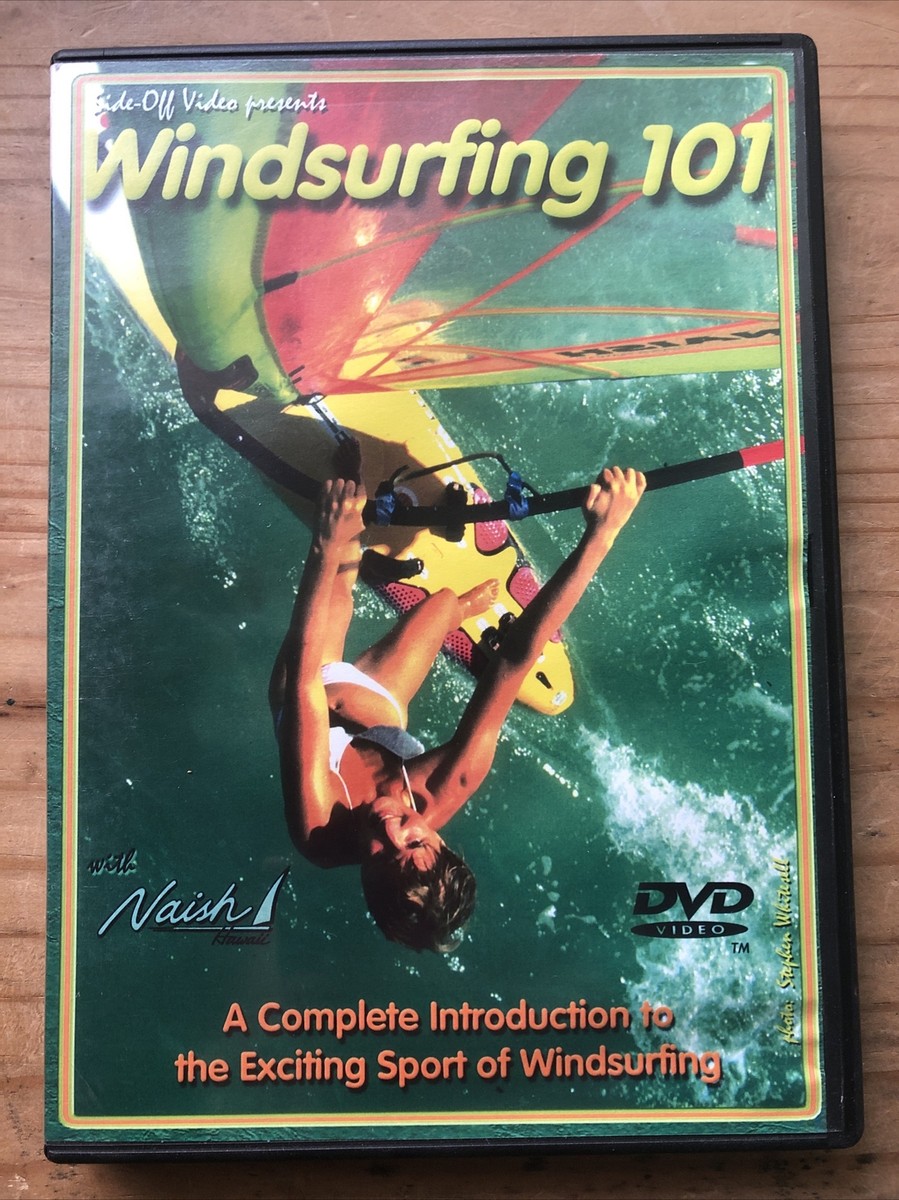 Side-Off Video presents
Windsurfing 101
NAISH
with
Naish
Hawaii
DVD
VIDEO
TM
photo: Stephen Whitesell
A Complete Introduction to
the Exciting Sport of Windsurfing